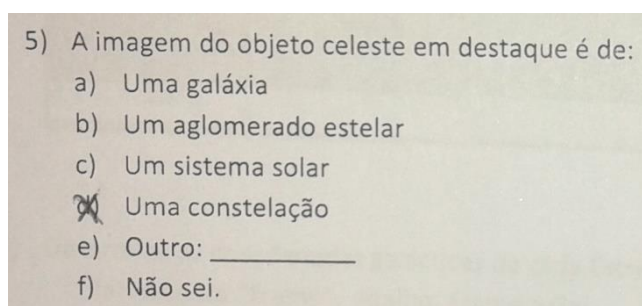 5) A imagem do objeto celeste em destaque é de:
a) Uma galáxia
b) Um aglomerado estelar
c) Um sistema solar
d) Uma constelação
e) Outro: ____________
f) Não sei.